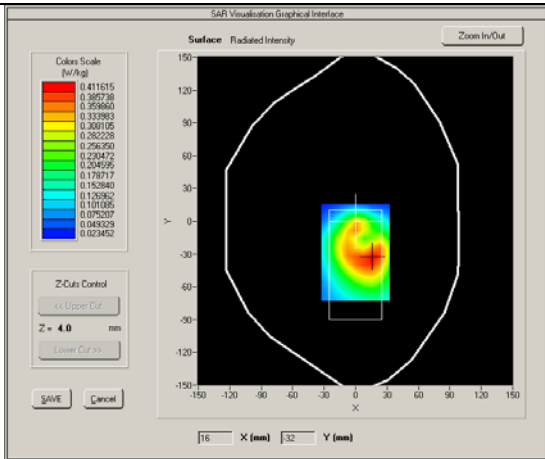 SAR Visualisation Graphical Interface
Surface Radiated Intensity
Zoom In/Out
Colors Scale
(W/kg)
0.411615
0.385738
0.359860
0.333983
0.308105
0.282228
0.256350
0.230472
0.204595
0.178717
0.152840
0.126962
0.101085
0.075207
0.049329
0.023452
Z-Cuts Control
<< Upper Cut
Z = 4.0 mm
Lower Cut >>
SAVE Cancel
150
120
90
60
30
0
-30
-60
-90
-120
-150
Y
-150 -120 -90 -60 -30 0 30 60 90 120 150
X
16 X (mm) -32 Y (mm)